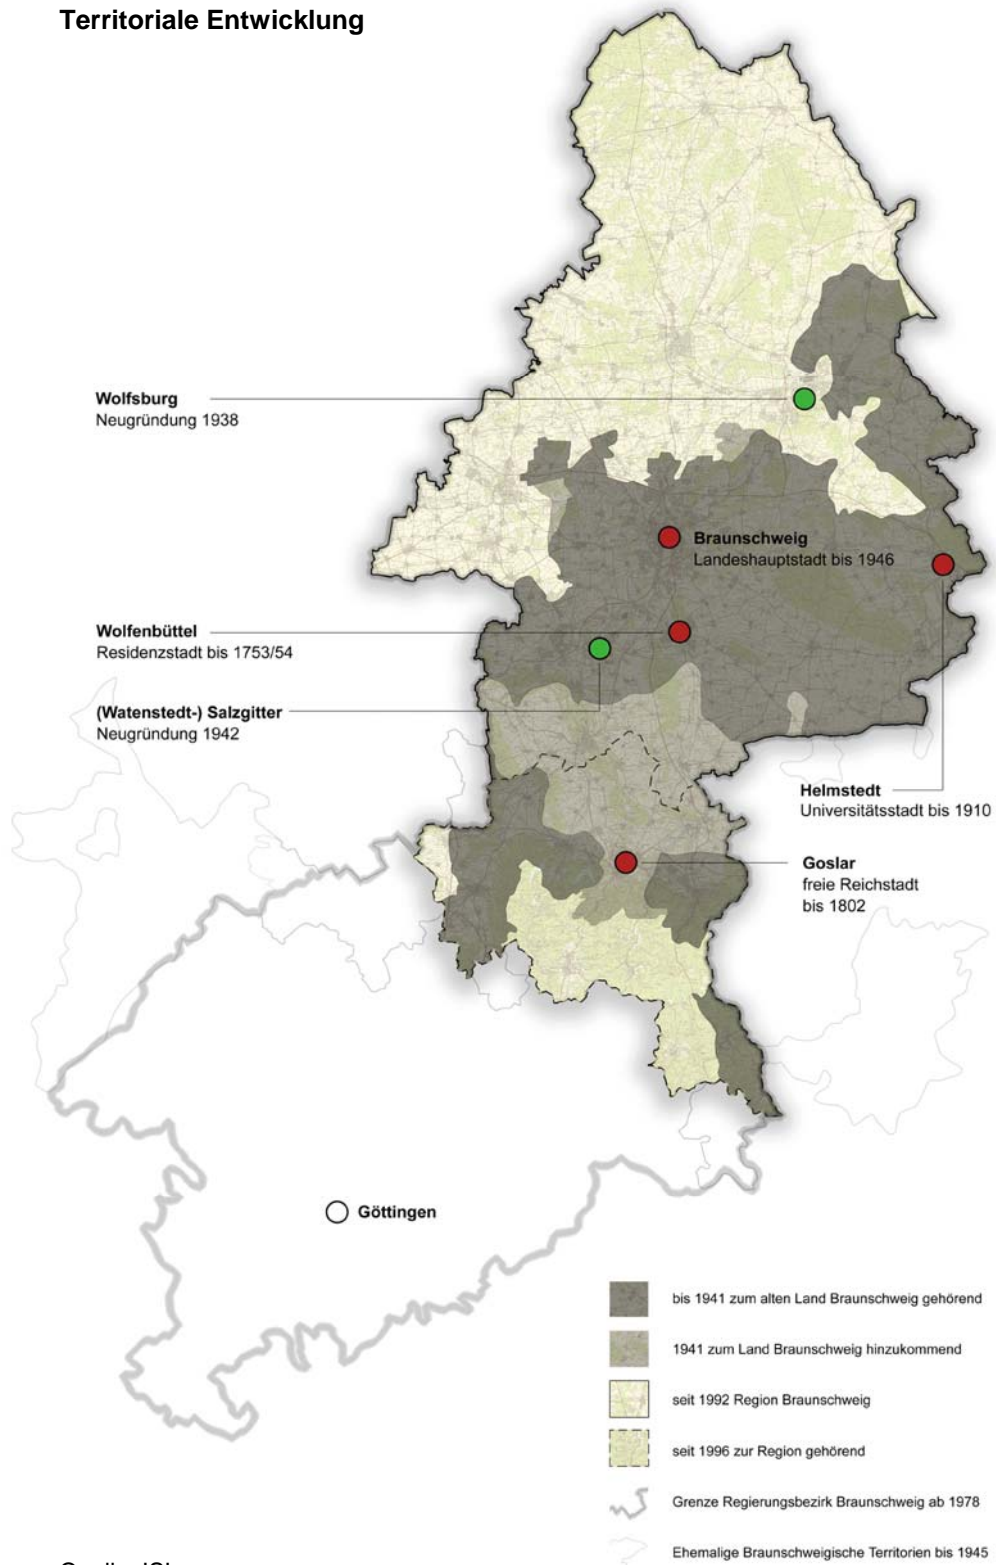 Territoriale Entwicklung
Wolfsburg
Neugründung 1938
Braunschweig
Landeshauptstadt bis 1946
Wolfenbüttel
Residenzstadt bis 1753/54
(Watenstedt-) Salzgitter
Neugründung 1942
Helmstedt
Universitätsstadt bis 1910
Goslar
freie Reichstadt
bis 1802
Göttingen
bis 1941 zum alten Land Braunschweig gehörend
1941 zum Land Braunschweig hinzukommend
seit 1992 Region Braunschweig
seit 1996 zur Region gehörend
Grenze Regierungsbezirk Braunschweig ab 1978
Ehemalige Braunschweigische Territorien bis 1945